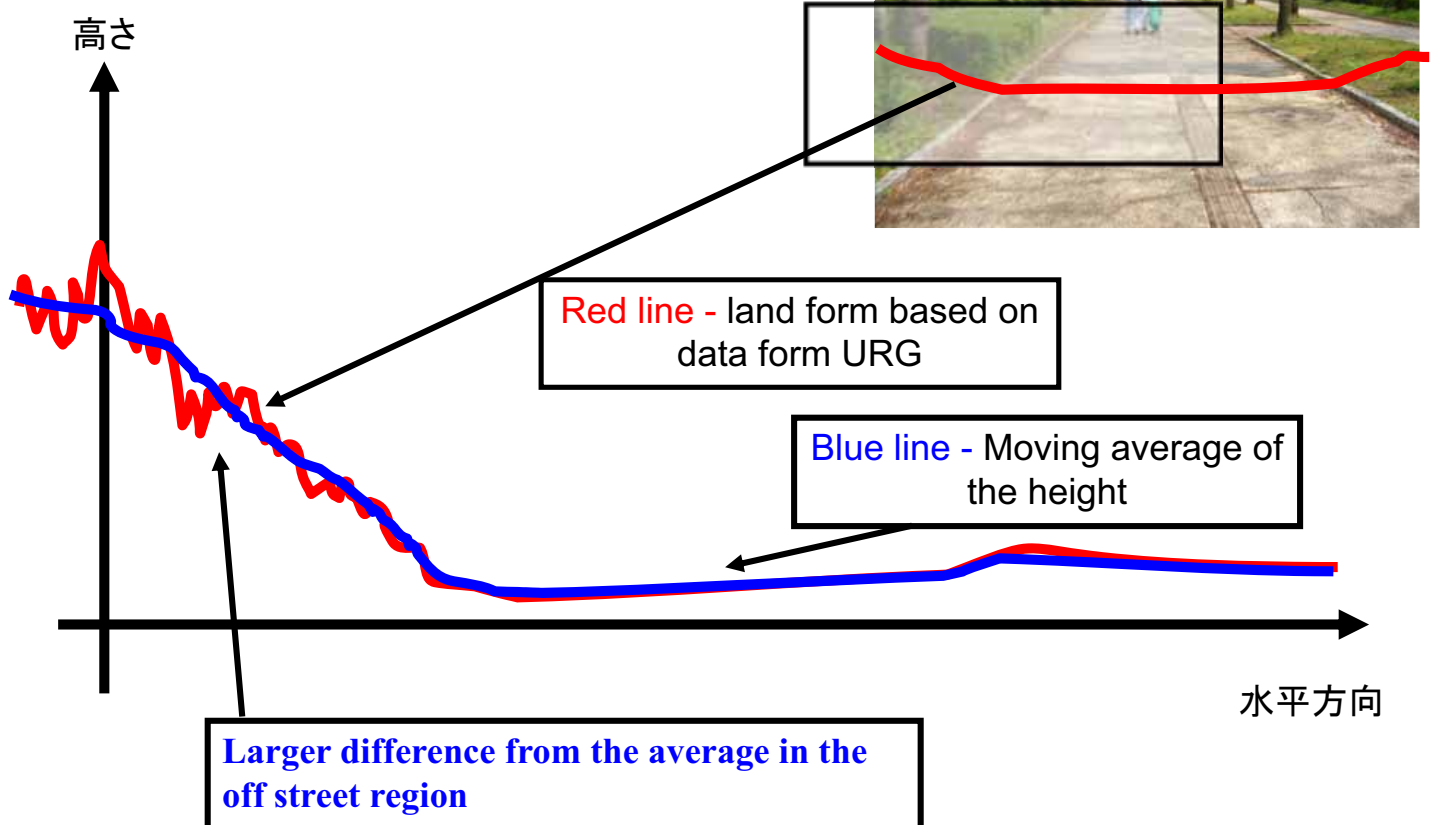 高さ
Red line - land form based on
data form URG
Blue line - Moving average of
the height
水平方向
Larger difference from the average in the
off street region